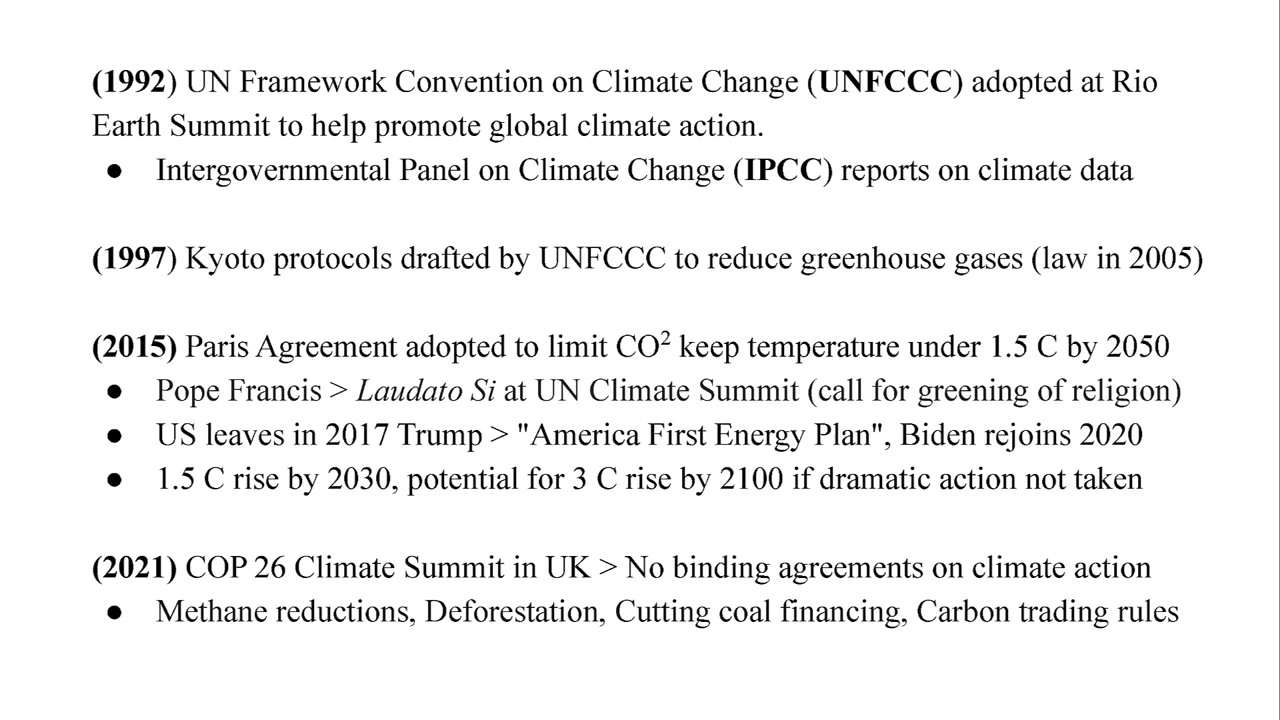 (1992) UN Framework Convention on Climate Change (UNFCCC) adopted at Rio
Earth Summit to help promote global climate action.
● Intergovernmental Panel on Climate Change (IPCC) reports on climate data
(1997) Kyoto protocols drafted by UNFCCC to reduce greenhouse gases (law in 2005)
(2015) Paris Agreement adopted to limit CO² keep temperature under 1.5 C by 2050
● Pope Francis > Laudato Si at UN Climate Summit (call for greening of religion)
● US leaves in 2017 Trump > "America First Energy Plan", Biden rejoins 2020
● 1.5 C rise by 2030, potential for 3 C rise by 2100 if dramatic action not taken
(2021) COP 26 Climate Summit in UK > No binding agreements on climate action
● Methane reductions, Deforestation, Cutting coal financing, Carbon trading rules